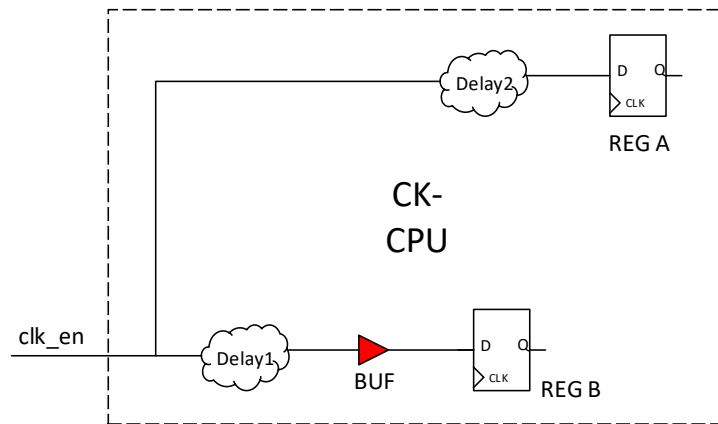 Delay2
D
Q
CLK
REG A
CK-
CPU
clk_en
Delay1
BUF
D
Q
CLK
REG B